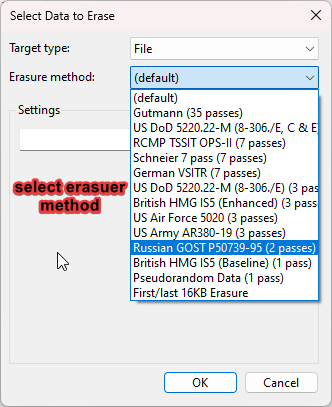 Select Data to Erase
Target type:
File
Erasure method:
(default)
(default)
Gutmann (35 passes)
US DoD 5220.22-M (8-306./E, C & E)
RCMP TSSIT OPS-II (7 passes)
Schneier 7 pass (7 passes)
German VSITR (7 passes)
US DoD 5220.22-M (8-306./E) (3 pas
British HMG IS5 (Enhanced) (3 pass
US Air Force 5020 (3 passes)
US Army AR380-19 (3 passes)
Russian GOST P50739-95 (2 passes)
British HMG IS5 (Baseline) (1 pass)
Pseudorandom Data (1 pass)
First/last 16KB Erasure
Settings
select erasuer
method
OK
Cancel